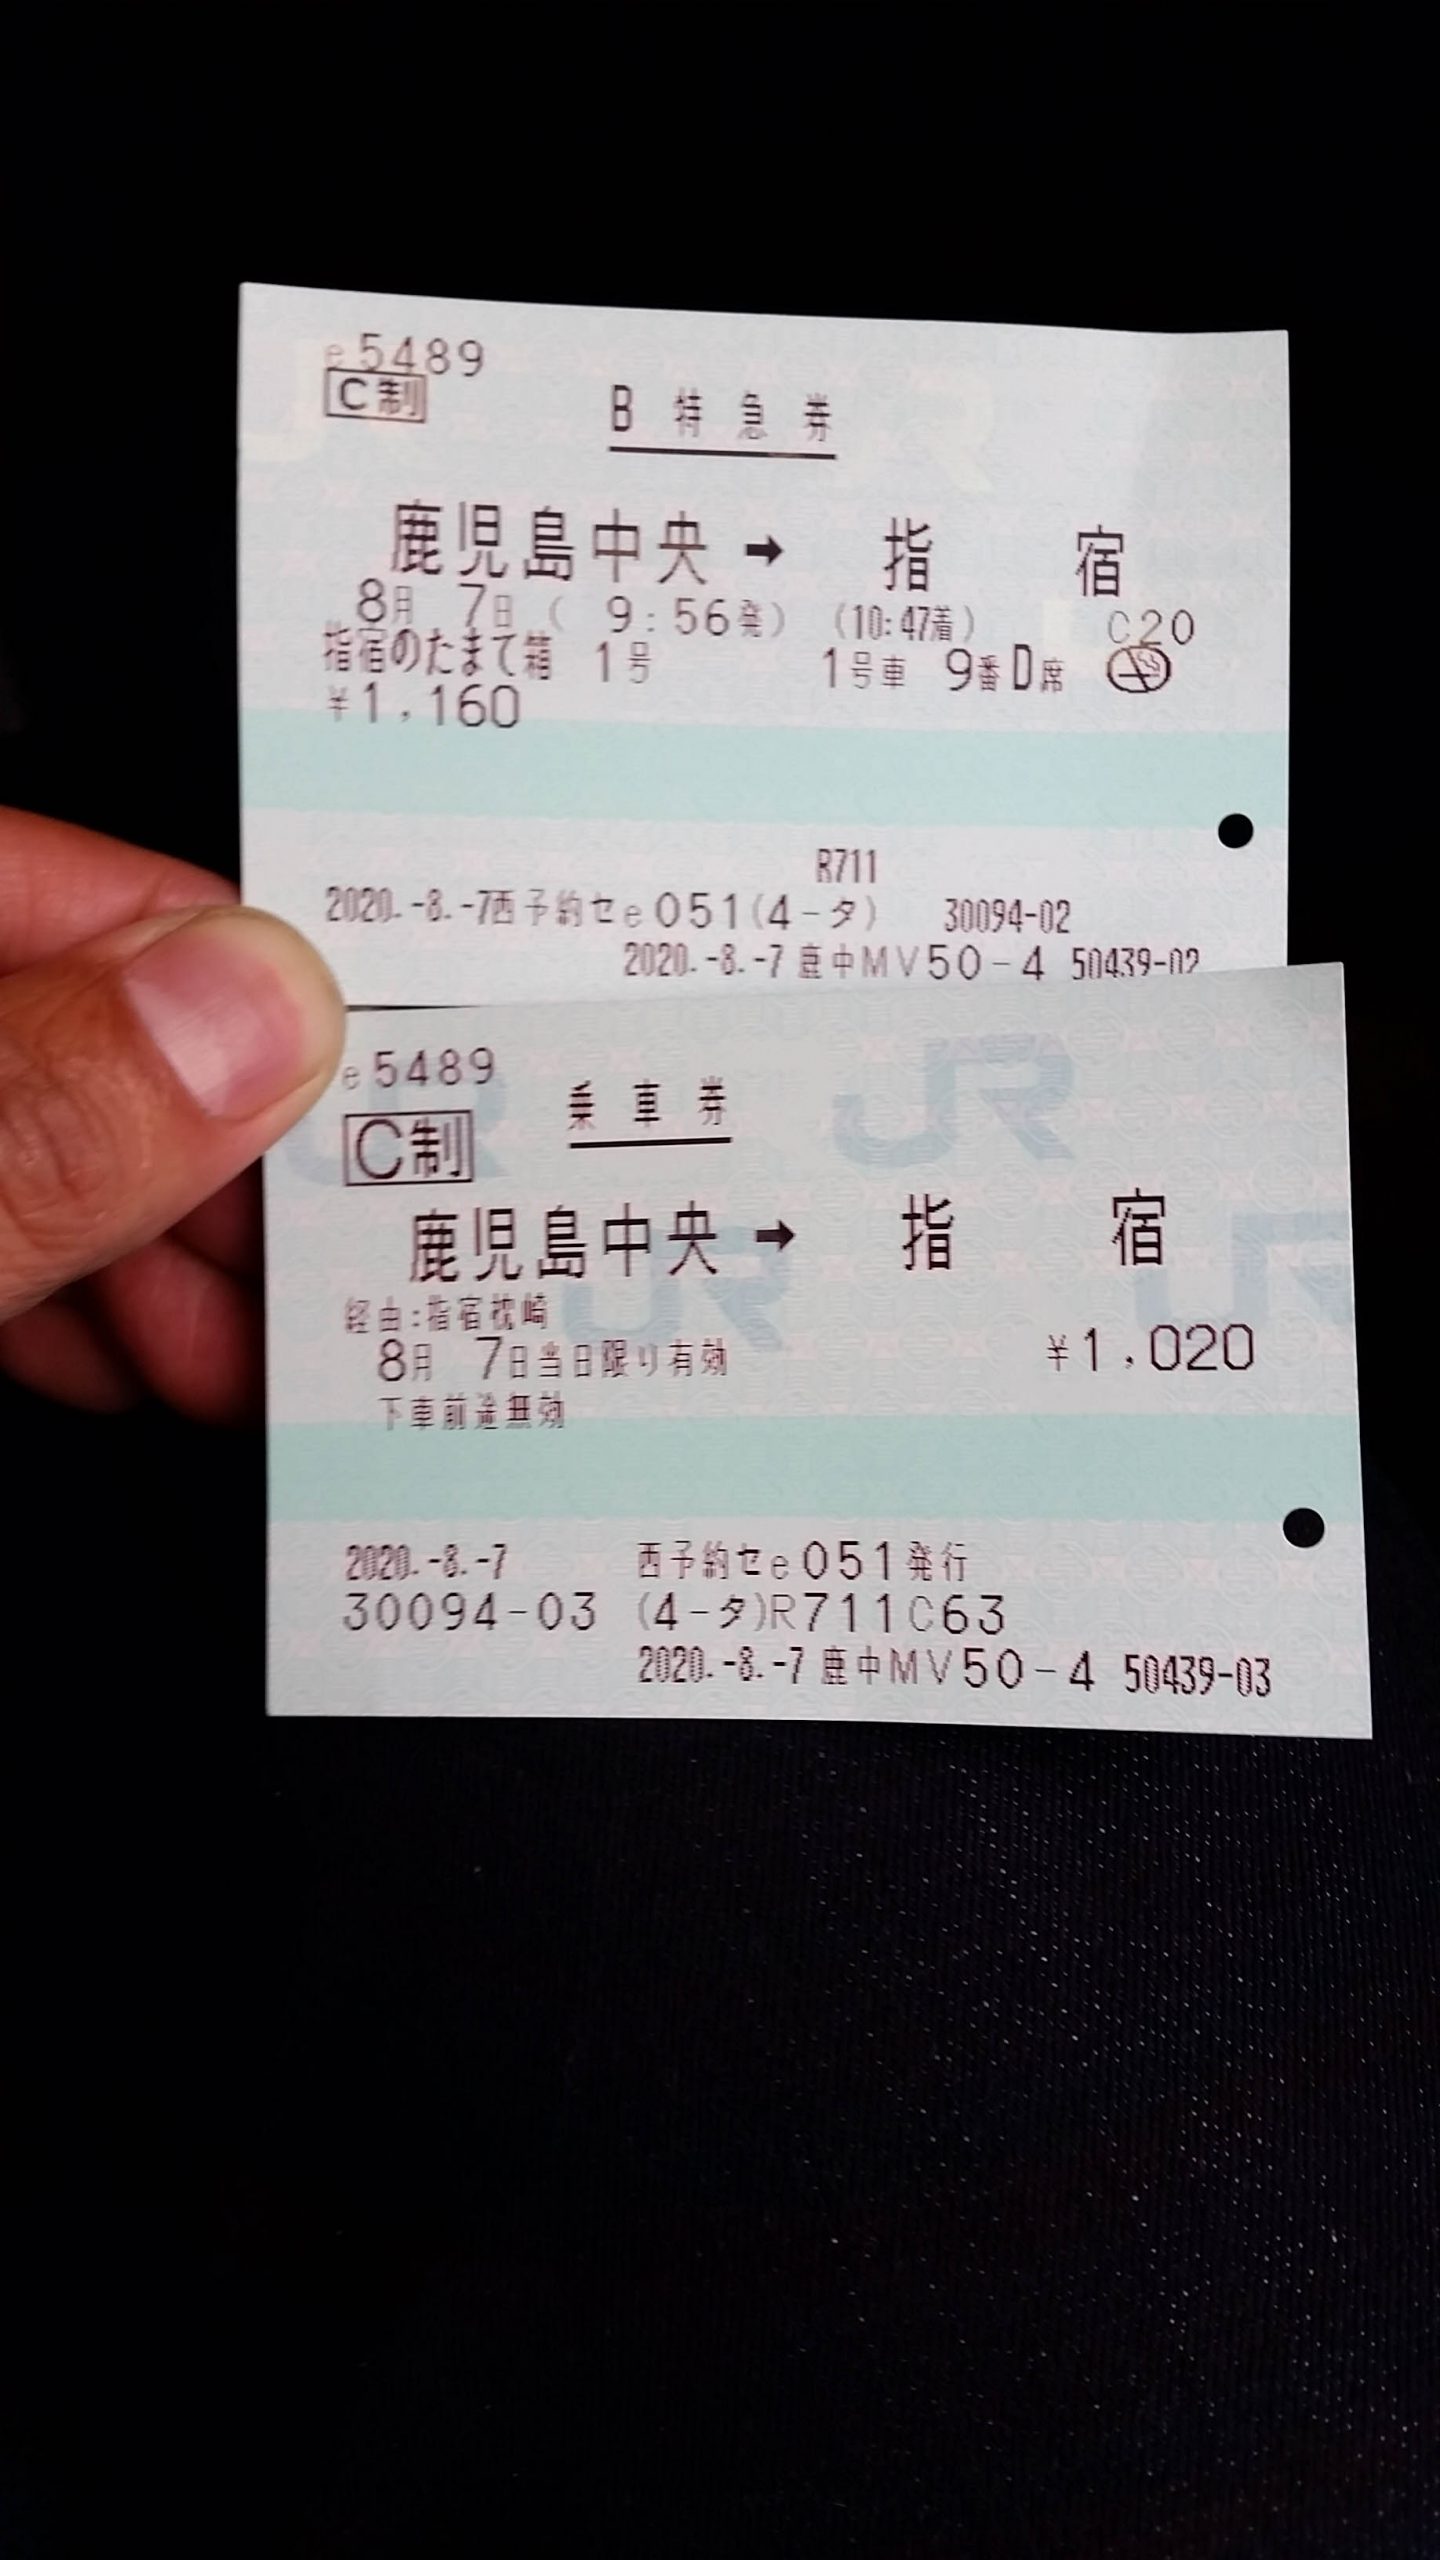 e5489
C制
B特急券
鹿児島中央➡指宿
8月 7日( 9:56発) (10:47着) C20
指宿のたまて箱 1号 1号車 9番D席
¥1,160
R711
2020.-8.-7西予約セe051(4-タ) 30094-02
2020.-8.-7鹿中MV50-4 50439-02
e5489
C制
乗車券
鹿児島中央➡指宿
経由:指宿枕崎
8月 7日当日限り有効 ¥1,020
下車前途無効
2020.-8.-7 西予約セe051発行
30094-03 (4-タ)R711C63
2020.-8.-7鹿中MV50-4 50439-03